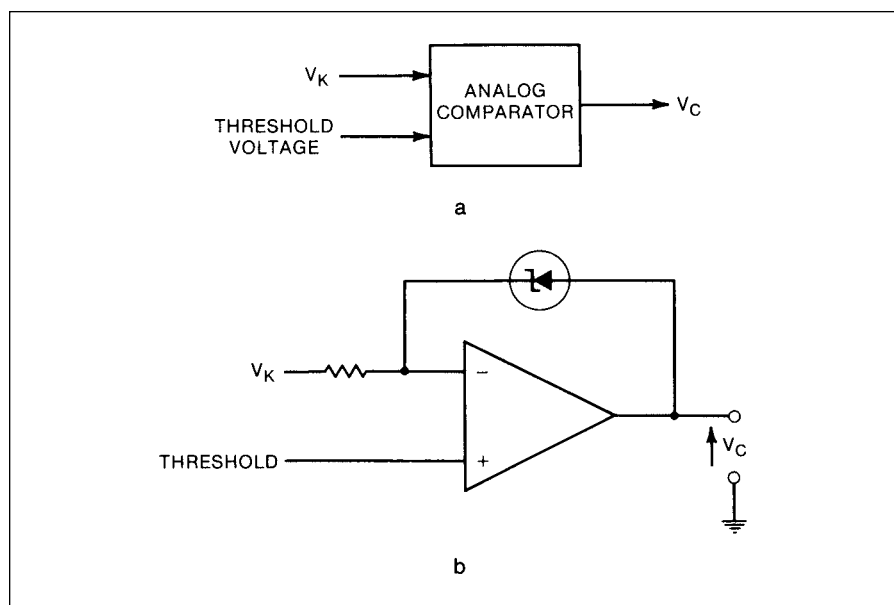 V_K
THRESHOLD
VOLTAGE
ANALOG
COMPARATOR
V_C
a
V_K
−
THRESHOLD
+
V_C
b